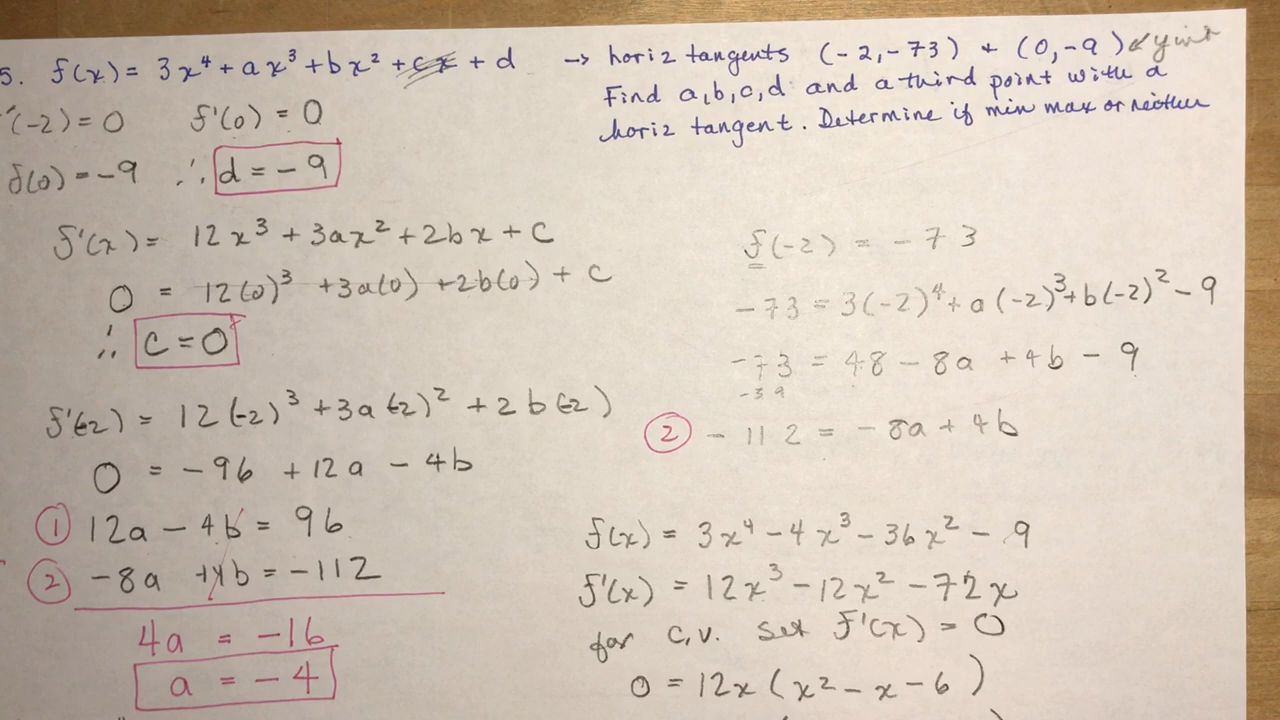 5. f(x) = 3x⁴ + ax³ + bx² + cx + d → horiz tangents (-2,-73) + (0,-9) ← y int
Find a,b,c,d and a third point with a
horiz tangent. Determine if min max or neither
'(-2) = 0 f'(0) = 0
f(0) = -9 ∴ d = -9
f'(x) = 12x³ + 3ax² + 2bx + c
0 = 12(0)³ + 3a(0) + 2b(0) + c
∴ c = 0
f'(-2) = 12(-2)³ + 3a(-2)² + 2b(-2)
0 = -96 + 12a - 4b
① 12a - 4b = 96
② -8a + 4b = -112
4a = -16
a = -4
f(-2) = -73
-73 = 3(-2)⁴ + a(-2)³ + b(-2)² - 9
-73 = 48 - 8a + 4b - 9
-39
② -112 = -8a + 4b
f(x) = 3x⁴ - 4x³ - 36x² - 9
f'(x) = 12x³ - 12x² - 72x
for c.v. set f'(x) = 0
0 = 12x(x² - x - 6)